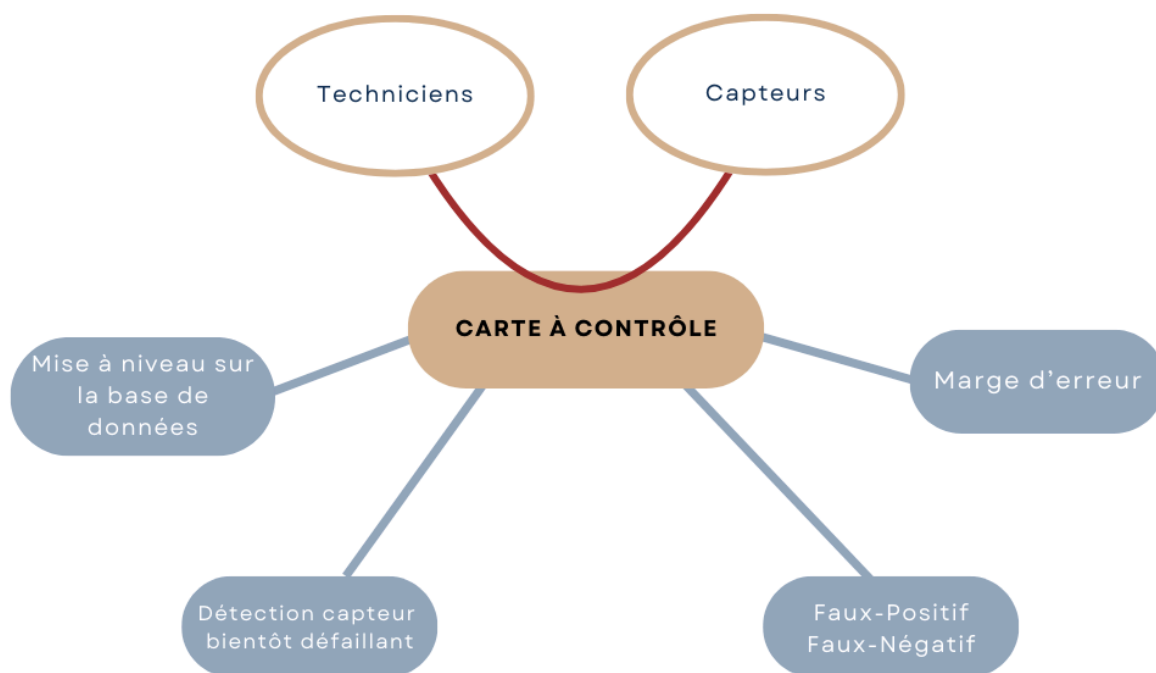 Techniciens
Capteurs
CARTE À CONTRÔLE
Mise à niveau sur
la base de
données
Marge d'erreur
Détection capteur
bientôt défaillant
Faux-Positif
Faux-Négatif